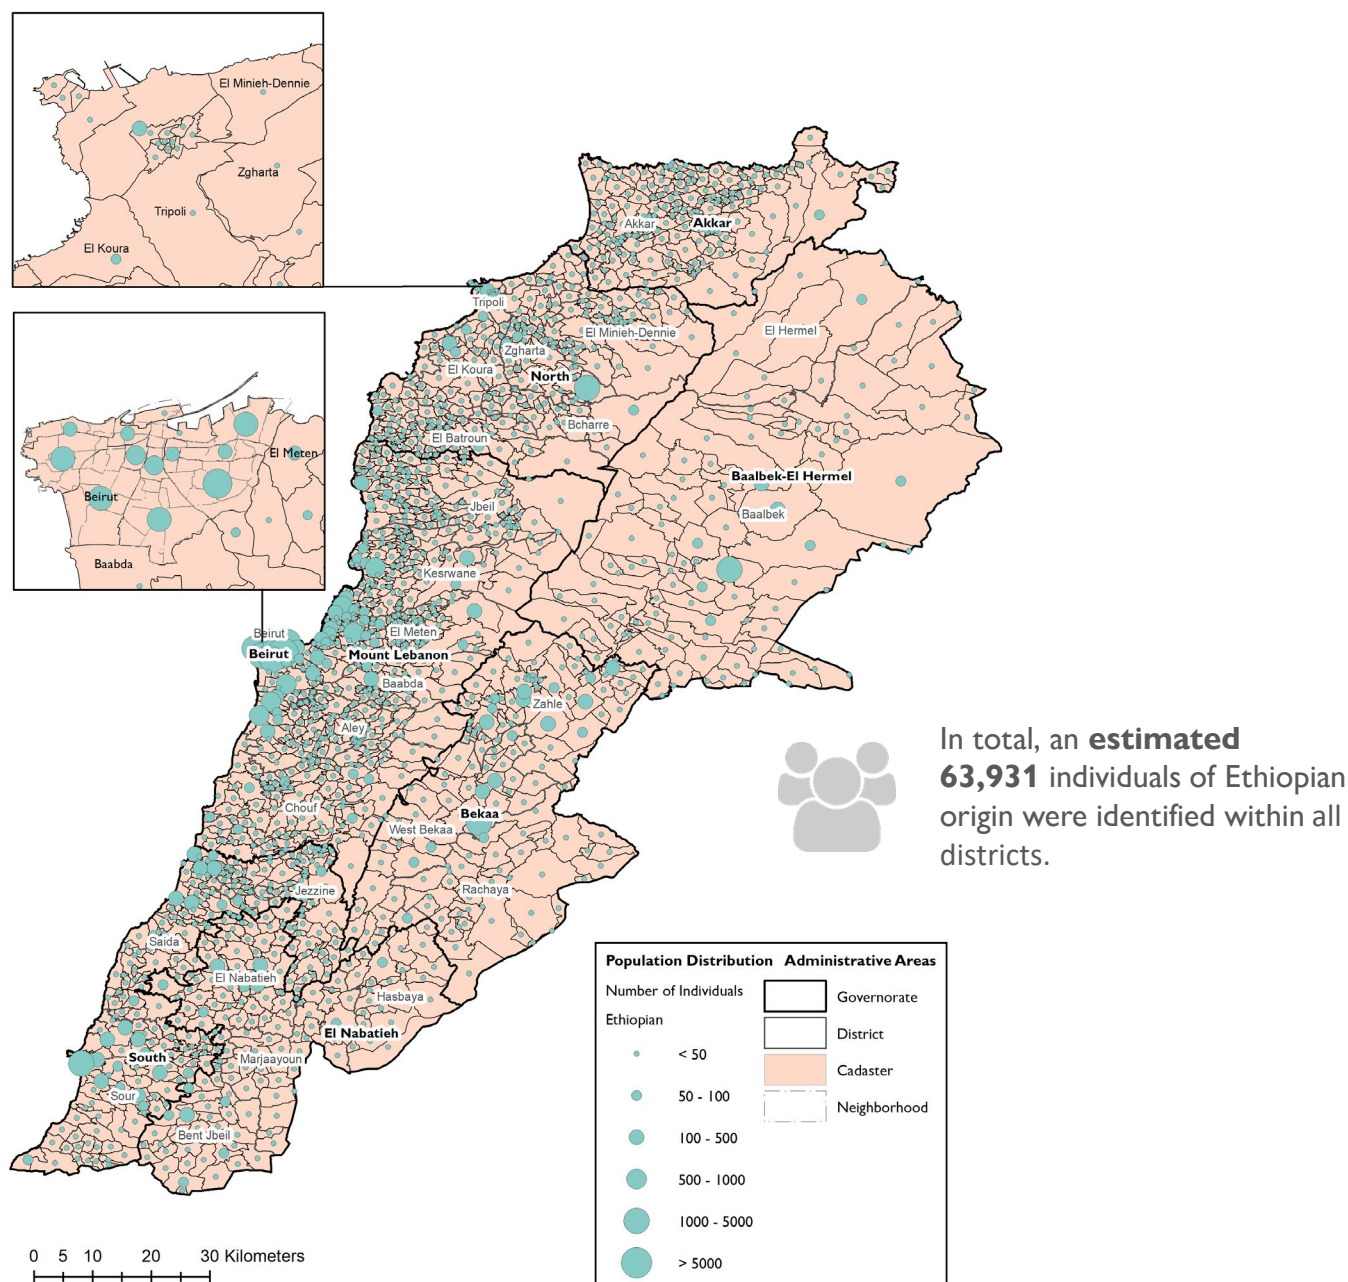 El Minieh-Dennie
Zgharta
Tripoli
El Koura
El Meten
Beirut
Baabda
Akkar
Akkar
Tripoli
El Minieh-Dennie
El Hermel
Zgharta
El Koura
North
Bcharre
El Batroun
Baalbek-El Hermel
Jbeil
Baalbek
Kesrwane
Beirut
El Meten
Beirut
Mount Lebanon
Baabda
Zahle
Aley
Chouf
Bekaa
West Bekaa
Jezzine
Rachaya
Saida
El Nabatieh
Hasbaya
El Nabatieh
South
Marjaayoun
Sour
Bent Jbeil
In total, an estimated
63,931 individuals of Ethiopian
origin were identified within all
districts.
Population Distribution Administrative Areas
Number of Individuals
Ethiopian
< 50
50 - 100
100 - 500
500 - 1000
1000 - 5000
> 5000
Governorate
District
Cadaster
Neighborhood
0 5 10 20 30 Kilometers